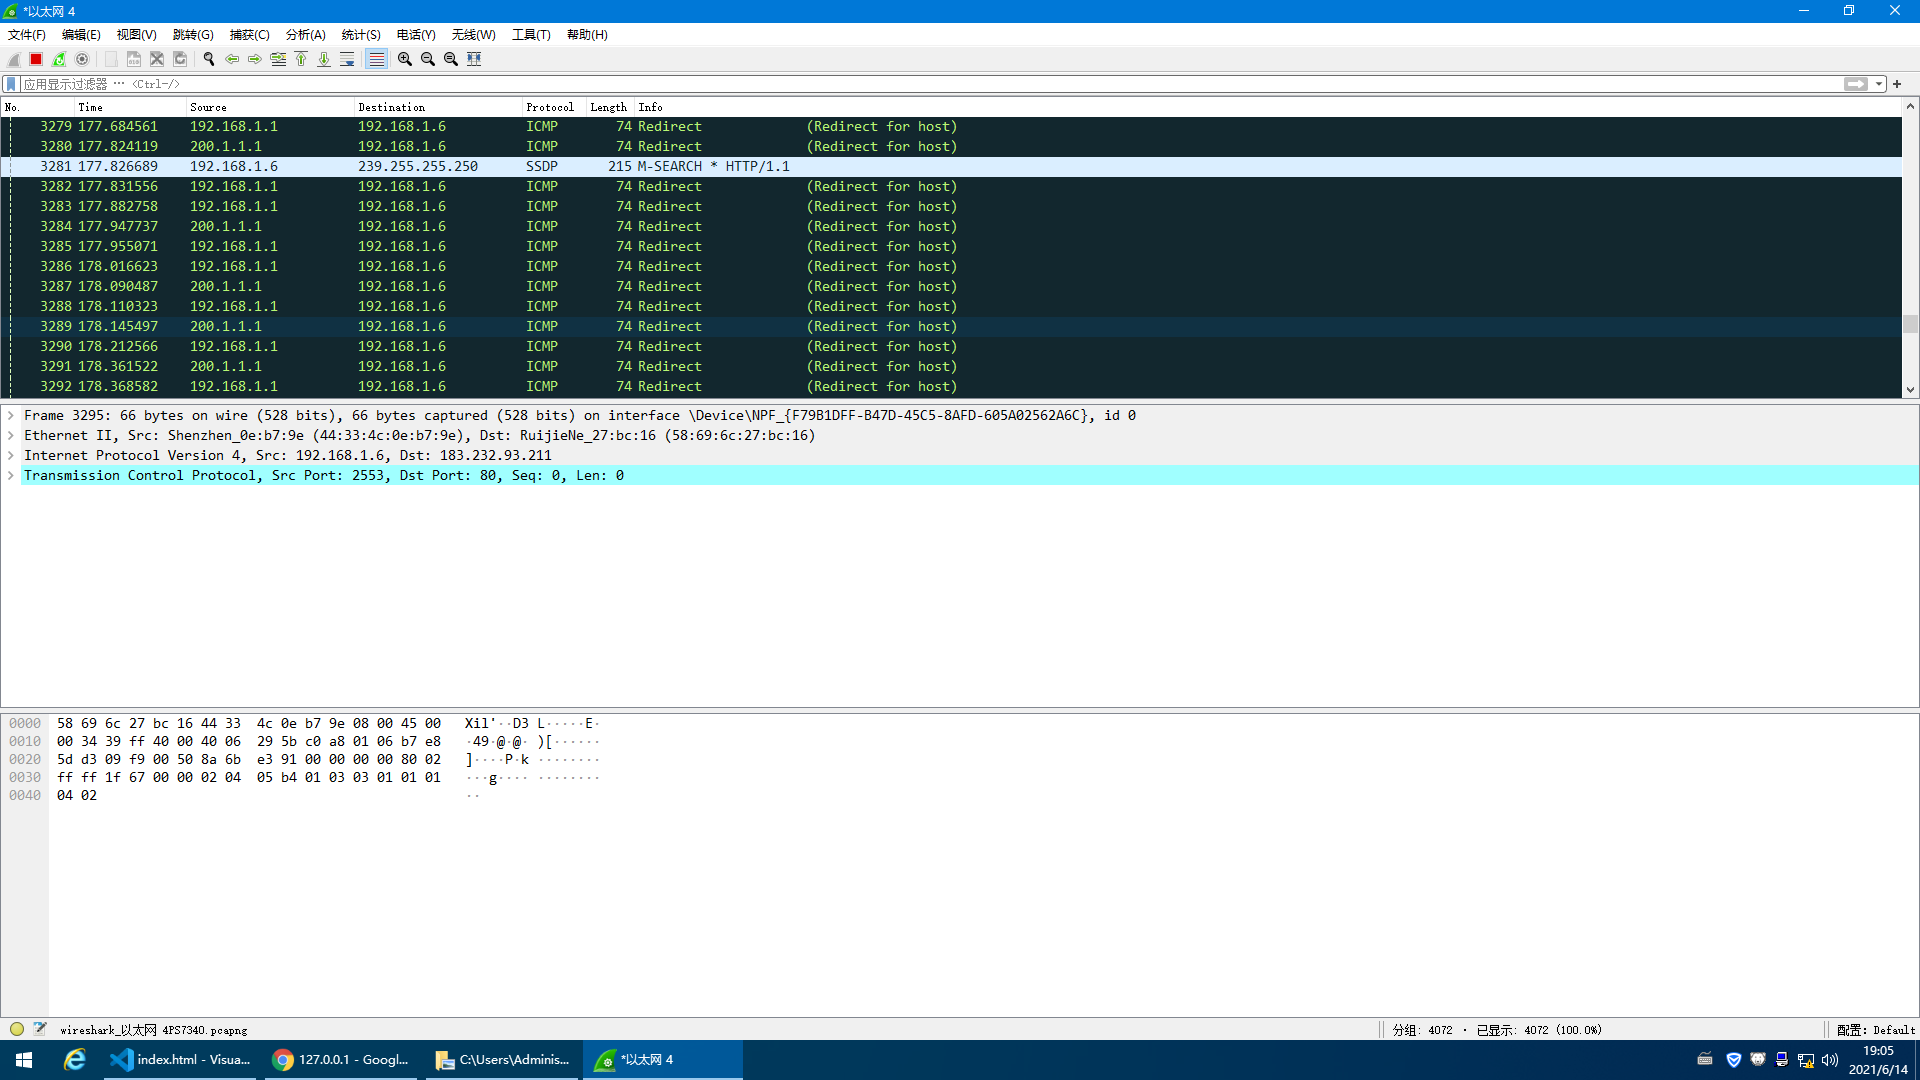 *以太网 4
文件(F) 编辑(E) 视图(V) 跳转(G) 捕获(C) 分析(A) 统计(S) 电话(Y) 无线(W) 工具(T) 帮助(H)
应用显示过滤器 … <Ctrl-/>
No. Time Source Destination Protocol Length Info
3279 177.684561 192.168.1.1 192.168.1.6 ICMP 74 Redirect (Redirect for host)
3280 177.824119 200.1.1.1 192.168.1.6 ICMP 74 Redirect (Redirect for host)
3281 177.826689 192.168.1.6 239.255.255.250 SSDP 215 M-SEARCH * HTTP/1.1
3282 177.831556 192.168.1.1 192.168.1.6 ICMP 74 Redirect (Redirect for host)
3283 177.882758 192.168.1.1 192.168.1.6 ICMP 74 Redirect (Redirect for host)
3284 177.947737 200.1.1.1 192.168.1.6 ICMP 74 Redirect (Redirect for host)
3285 177.955071 192.168.1.1 192.168.1.6 ICMP 74 Redirect (Redirect for host)
3286 178.016623 192.168.1.1 192.168.1.6 ICMP 74 Redirect (Redirect for host)
3287 178.090487 200.1.1.1 192.168.1.6 ICMP 74 Redirect (Redirect for host)
3288 178.110323 192.168.1.1 192.168.1.6 ICMP 74 Redirect (Redirect for host)
3289 178.145497 200.1.1.1 192.168.1.6 ICMP 74 Redirect (Redirect for host)
3290 178.212566 192.168.1.1 192.168.1.6 ICMP 74 Redirect (Redirect for host)
3291 178.361522 200.1.1.1 192.168.1.6 ICMP 74 Redirect (Redirect for host)
3292 178.368582 192.168.1.1 192.168.1.6 ICMP 74 Redirect (Redirect for host)
Frame 3295: 66 bytes on wire (528 bits), 66 bytes captured (528 bits) on interface \Device\NPF_{F79B1DFF-B47D-45C5-8AFD-605A02562A6C}, id 0
Ethernet II, Src: Shenzhen_0e:b7:9e (44:33:4c:0e:b7:9e), Dst: RuijieNe_27:bc:16 (58:69:6c:27:bc:16)
Internet Protocol Version 4, Src: 192.168.1.6, Dst: 183.232.93.211
Transmission Control Protocol, Src Port: 2553, Dst Port: 80, Seq: 0, Len: 0
0000 58 69 6c 27 bc 16 44 33 4c 0e b7 9e 08 00 45 00 Xil'··D3 L·····E·
0010 00 34 39 ff 40 00 40 06 29 5b c0 a8 01 06 b7 e8 ·49·@·@· )[······
0020 5d d3 09 f9 00 50 8a 6b e3 91 00 00 00 00 80 02 ]····P·k ········
0030 ff ff 1f 67 00 00 02 04 05 b4 01 03 03 01 01 01 ···g···· ········
0040 04 02 ··
wireshark_以太网 4PS7340.pcapng 分组: 4072 · 已显示: 4072 (100.0%) 配置: Default
index.html - Visua... 127.0.0.1 - Googl... C:\Users\Adminis... *以太网 4
19:05
2021/6/14